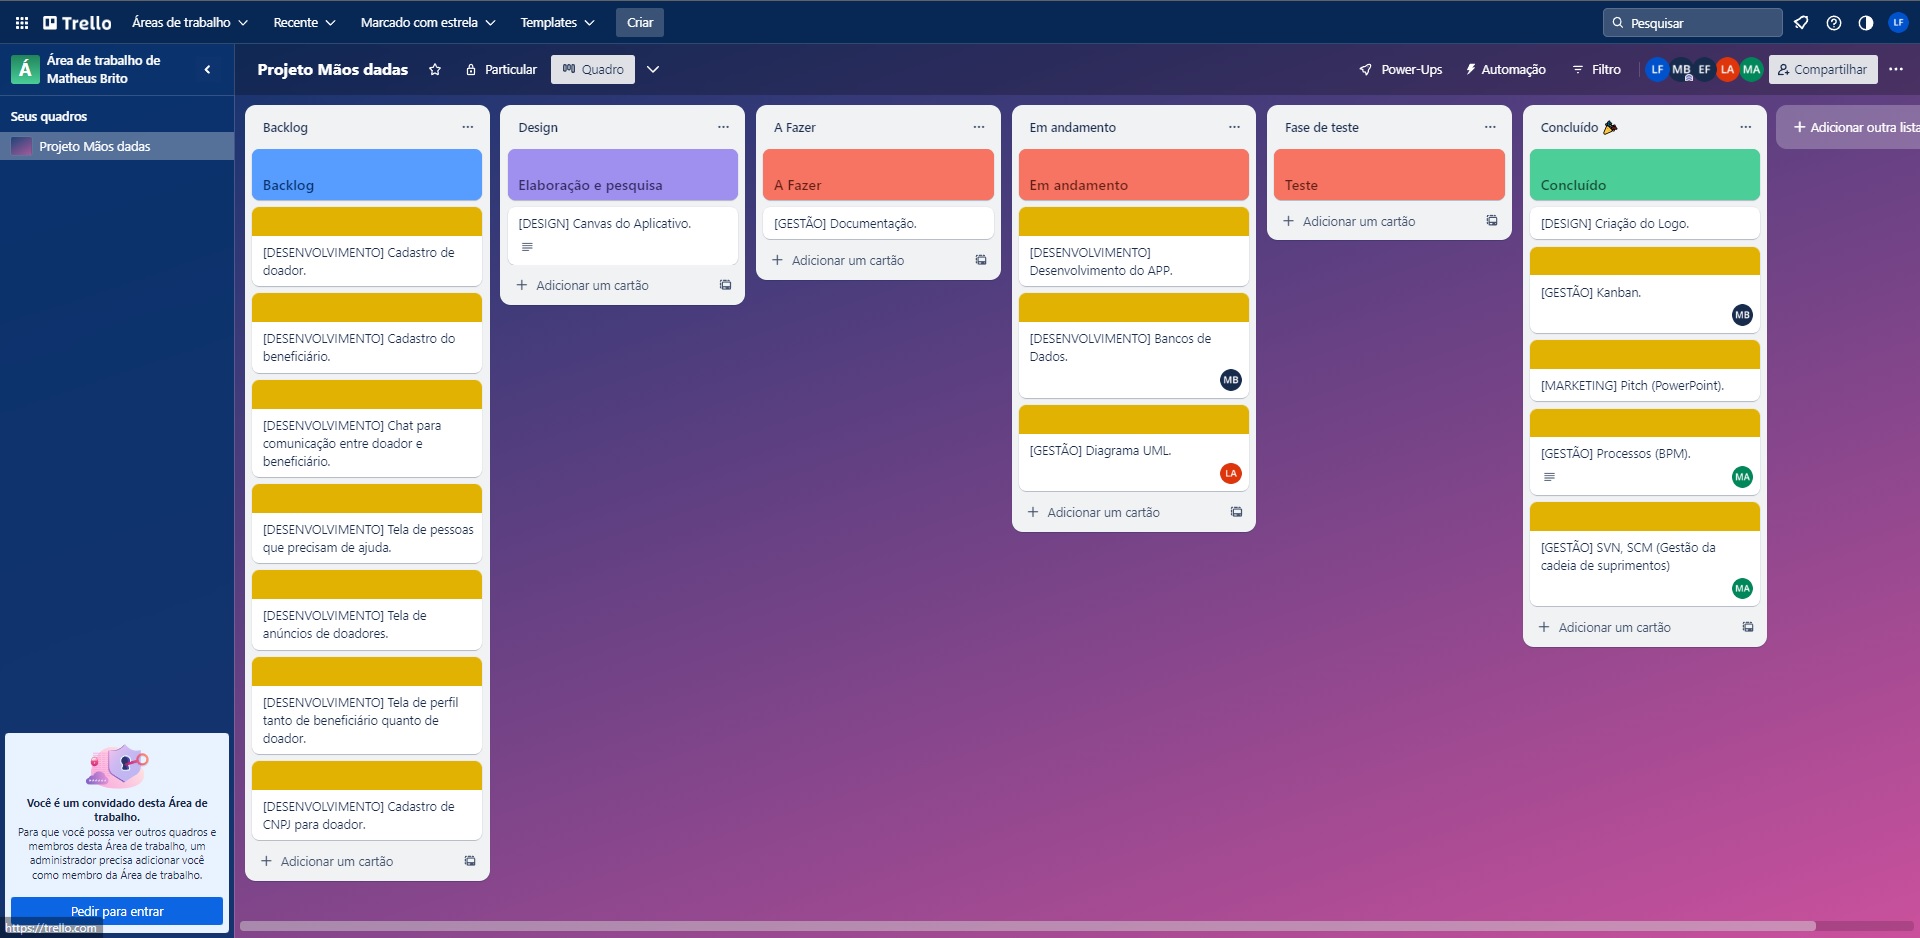 Trello
Áreas de trabalho
Recente
Marcado com estrela
Templates
Criar
Pesquisar
LF
Á
Área de trabalho de
Matheus Brito
Projeto Mãos dadas
Particular
Quadro
Power-Ups
Automação
Filtro
LF
MB
EF
LA
MA
Compartilhar
Seus quadros
Projeto Mãos dadas
Você é um convidado desta Área de
trabalho.
Para que você possa ver outros quadros e
membros desta Área de trabalho, um
administrador precisa adicionar você
como membro da Área de trabalho.
Pedir para entrar
https://trello.com
Backlog
Backlog
[DESENVOLVIMENTO] Cadastro de
doador.
[DESENVOLVIMENTO] Cadastro do
beneficiário.
[DESENVOLVIMENTO] Chat para
comunicação entre doador e
beneficiário.
[DESENVOLVIMENTO] Tela de pessoas
que precisam de ajuda.
[DESENVOLVIMENTO] Tela de
anúncios de doadores.
[DESENVOLVIMENTO] Tela de perfil
tanto de beneficiário quanto de
doador.
[DESENVOLVIMENTO] Cadastro de
CNPJ para doador.
+ Adicionar um cartão
Design
Elaboração e pesquisa
[DESIGN] Canvas do Aplicativo.
+ Adicionar um cartão
A Fazer
A Fazer
[GESTÃO] Documentação.
+ Adicionar um cartão
Em andamento
Em andamento
[DESENVOLVIMENTO]
Desenvolvimento do APP.
[DESENVOLVIMENTO] Bancos de
Dados.
MB
[GESTÃO] Diagrama UML.
LA
+ Adicionar um cartão
Fase de teste
Teste
+ Adicionar um cartão
Concluído 🎉
Concluído
[DESIGN] Criação do Logo.
[GESTÃO] Kanban.
MB
[MARKETING] Pitch (PowerPoint).
[GESTÃO] Processos (BPM).
MA
[GESTÃO] SVN, SCM (Gestão da
cadeia de suprimentos)
MA
+ Adicionar um cartão
+ Adicionar outra lista